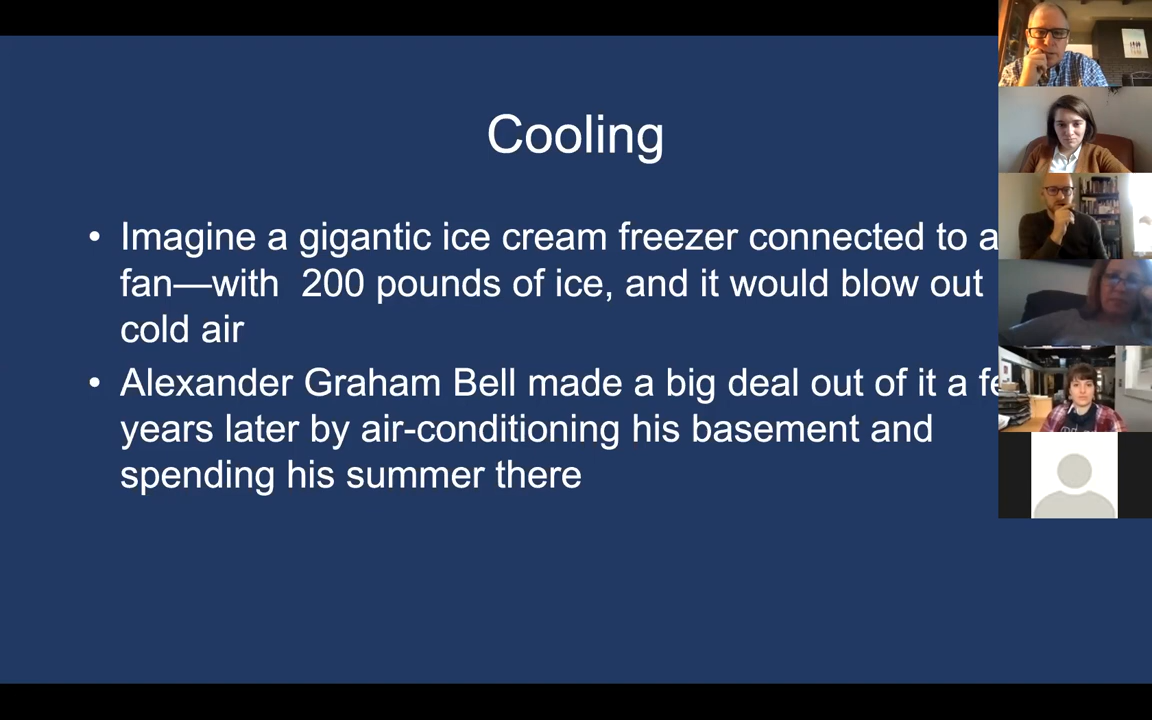 Cooling
• Imagine a gigantic ice cream freezer connected to a
fan—with  200 pounds of ice, and it would blow out
cold air
• Alexander Graham Bell made a big deal out of it a
years later by air-conditioning his basement and
spending his summer there